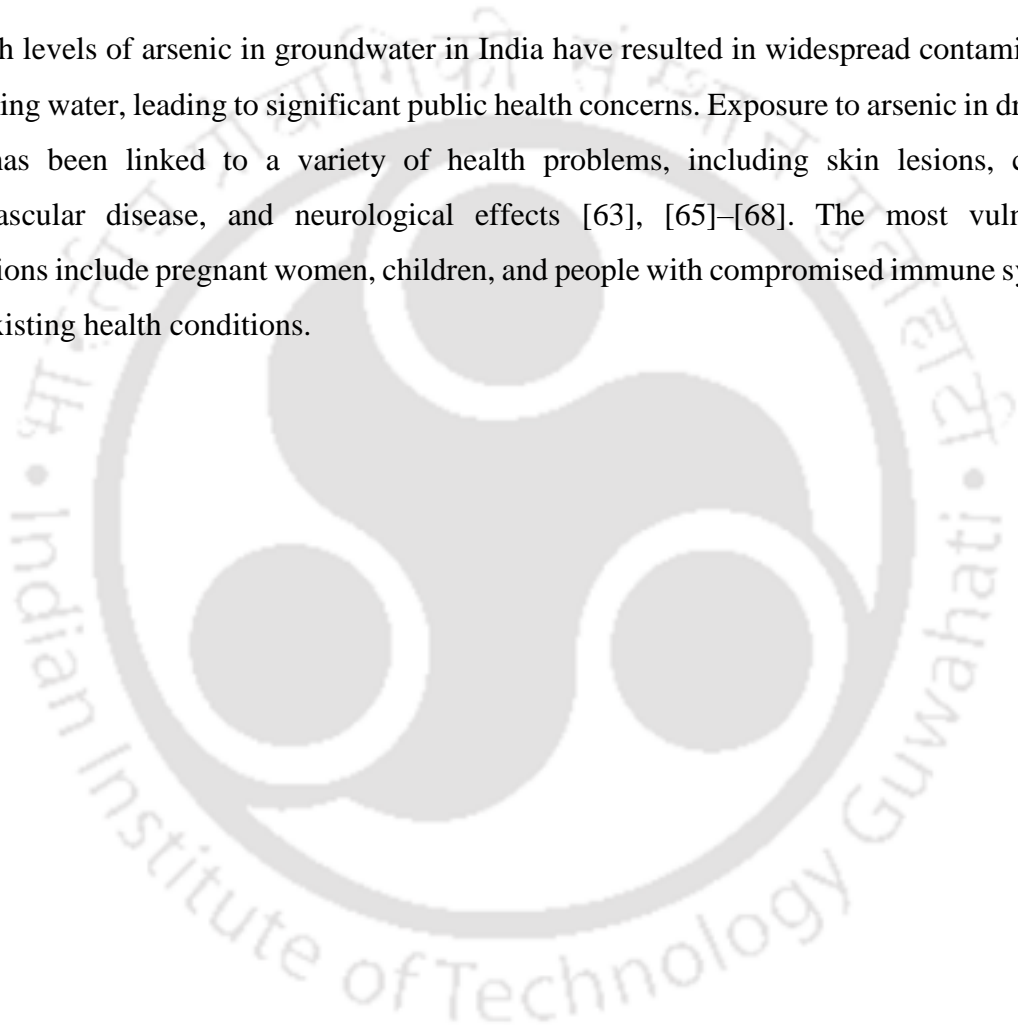 h levels of arsenic in groundwater in India have resulted in widespread contami
ing water, leading to significant public health concerns. Exposure to arsenic in dr
has been linked to a variety of health problems, including skin lesions, c
ascular disease, and neurological effects [63], [65]–[68]. The most vuln
ions include pregnant women, children, and people with compromised immune sy
xisting health conditions.
Indian Institute of Technology Guwahati